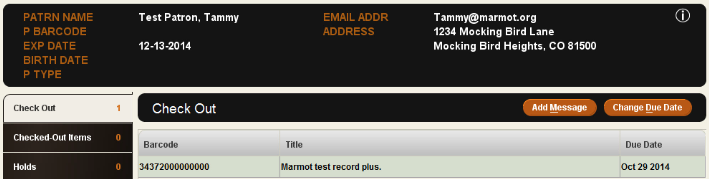 PATRN NAME Test Patron, Tammy EMAIL ADDR Tammy@marmot.org
P BARCODE ADDRESS 1234 Mocking Bird Lane
EXP DATE 12-13-2014 Mocking Bird Heights, CO 81500
BIRTH DATE
P TYPE
Check Out 1
Checked-Out Items 0
Holds 0
Check Out Add Message Change Due Date
Barcode Title Due Date
34372000000000 Marmot test record plus. Oct 29 2014